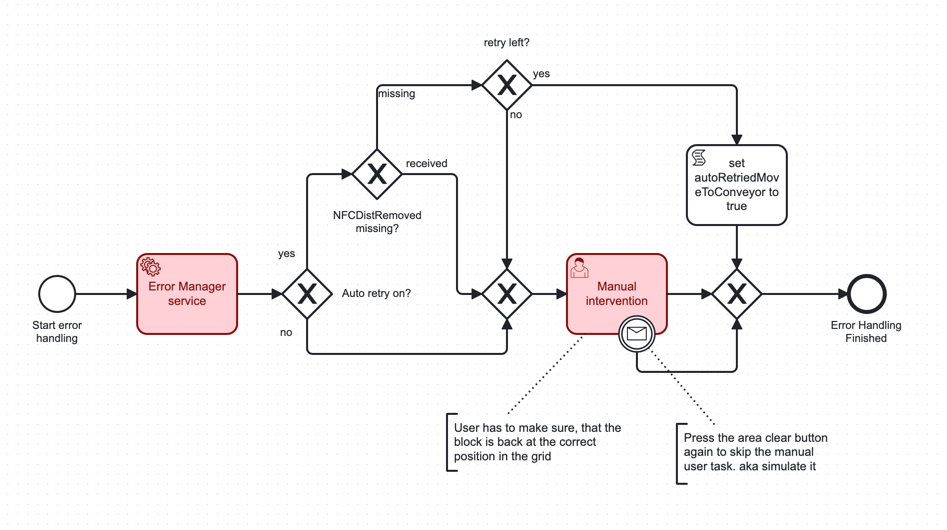 retry left?
yes
missing
no
received
set
autoRetriedMov
eToConveyor to
true
NFCDistRemoved
missing?
yes
Error Manager
service
Auto retry on?
Manual
intervention
Start error
handling
no
Error Handling
Finished
User has to make sure, that the
block is back at the correct
position in the grid
Press the area clear button
again to skip the manual
user task. aka simulate it